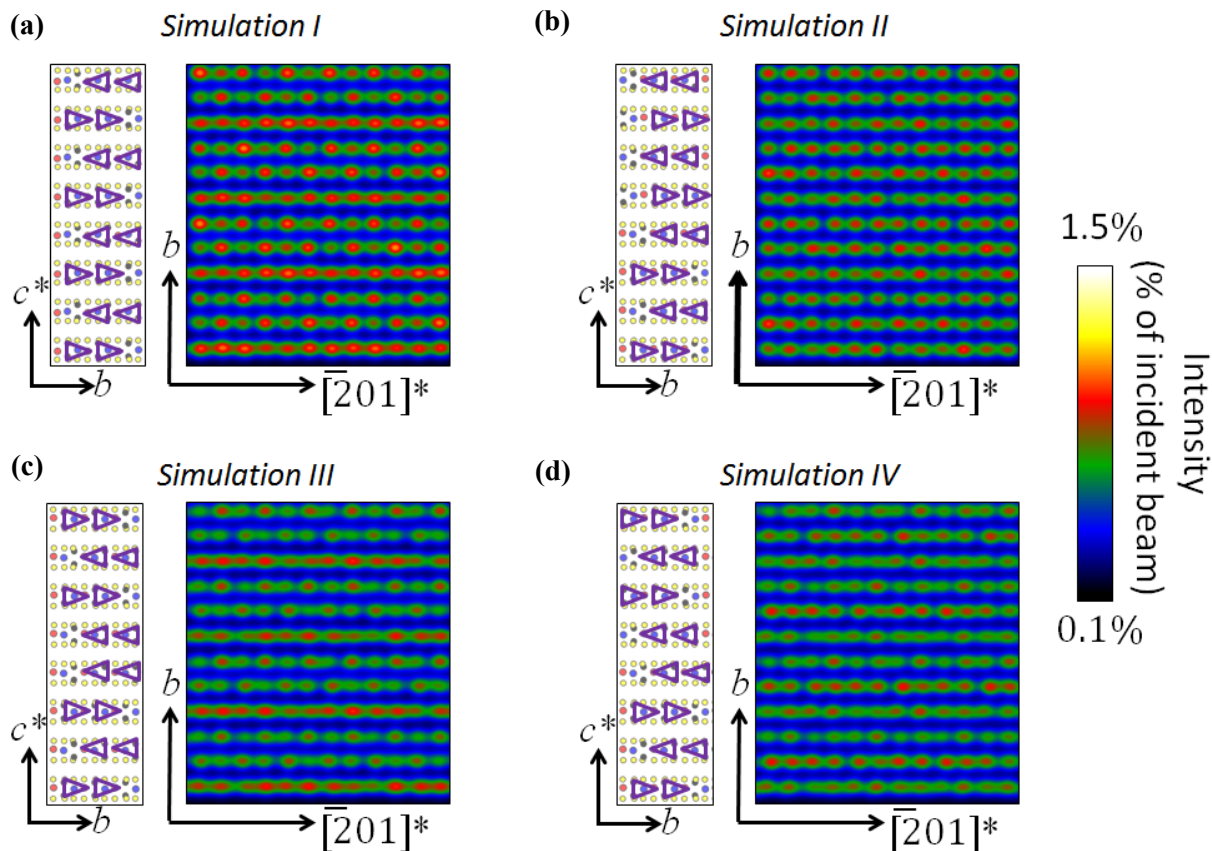 (a) Simulation I
(b) Simulation II
c*
b
b
[2̅01]*
c*
b
b
[2̅01]*
1.5%
0.1%
Intensity
(% of incident beam)
(c) Simulation III
(d) Simulation IV
c*
b
b
[2̅01]*
c*
b
b
[2̅01]*